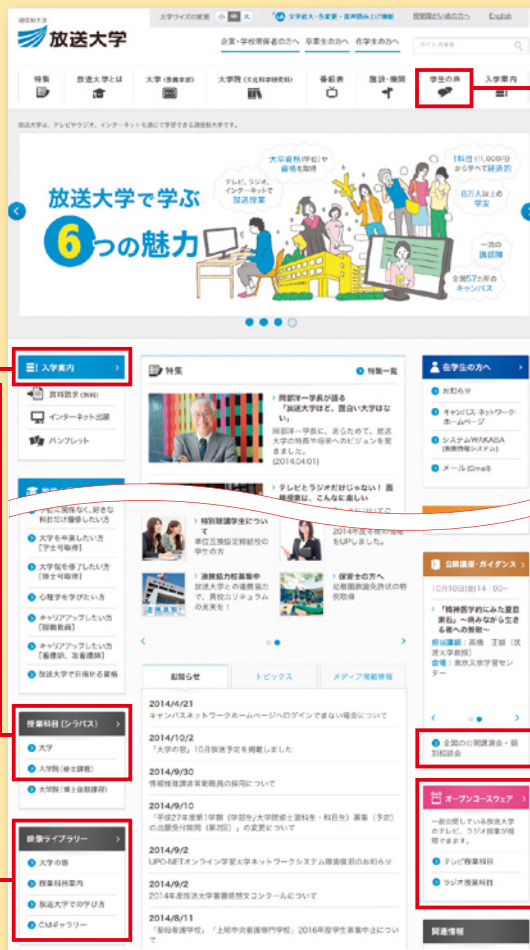 通信制大学
放送大学
文字サイズの変更 小 中 大
文字拡大・色変更・音声読み上げ機能
視覚障がい者の方へ
English
企業・学校関係者の方へ 卒業生の方へ 在学生の方へ
サイト内検索
特集
放送大学とは
大学(教養学部)
大学院(文化科学研究科)
番組表
施設・機関
学生の声
入学案内
放送大学は、テレビやラジオ、インターネットを通じて学習できる通信制大学です。
放送大学で学ぶ
6つの魅力
テレビ、ラジオ、
インターネットで
放送授業
大卒資格(学位)や
資格を取得
1科目(11,000円)
から学べて経済的
8万人以上の
学友
一流の
講師陣
全国57カ所の
キャンパス
入学案内
資料請求(無料)
インターネット出願
パンフレット
特集
特集一覧
岡部洋一学長が語る
「放送大学ほど、面白い大学はな
い」
岡部洋一学長に、あらためて、放送
大学の特長や将来へのビジョンを聞
きました。
(2014.04.01)
テレビとラジオだけじゃない! 面
接授業は、こんなに楽しい
在学生の方へ
お知らせ
キャンパス・ネットワーク・
ホームページ
システムWAKABA
(教務情報システム)
メール(Gmail)
学位に関係なく、好きな
科目だけ履修したい方
大学を卒業したい方
[学士号取得]
大学院を修了したい方
[修士号取得]
心理学を学びたい方
キャリアアップしたい方
[現職教員]
キャリアアップしたい方
[看護師、准看護師]
放送大学で目指せる資格
特別聴講学生につい
て
単位互換協定締結校の
学生の方
2014年度を純の情報
をUPしました。
連携協力校募集中
放送大学との連携協力
で、貴校カリキュラム
の充実を!
保育士の方へ
幼稚園教諭免許状の特
例取得
公開講座・ガイダンス
10月10日(金)14:00~
「精神医学的にみた夏目
漱石」~病みながら生き
る者への贈物~
担当講師:高橋 正雄(筑
波大学教授)
会場:東京文京学習セン
ター
全国の公開講演会・個
別相談会
お知らせ
トピックス
メディア掲載情報
2014/4/21
キャンパスネットワークホームページへログインできない場合について
2014/10/2
「大学の窓」10月放送予定を掲載しました
2014/9/30
情報推進課非常勤職員の採用について
2014/9/10
「平成27年度第1学期(学部生/大学院修士選科生・科目生)募集(予定)
の出願受付期間(第2回)」の変更について
2014/9/2
UPO-NETオンライン学習大学ネットワークシステム障害復旧のお知らせ
2014/9/2
2014年度放送大学図書感想文コンクールについて
2014/8/11
「聖母看護学校」「上尾中央看護専門学校」2016年度学生募集中止につい
て
授業科目(シラバス)
大学
大学院(修士課程)
大学院(博士後期課程)
映像ライブラリー
大学の窓
授業科目案内
放送大学での学び方
CMギャラリー
オープンコースウェア
一般公開している放送大学
のテレビ、ラジオ授業が視
聴できます。
テレビ授業科目
ラジオ授業科目
関連情報